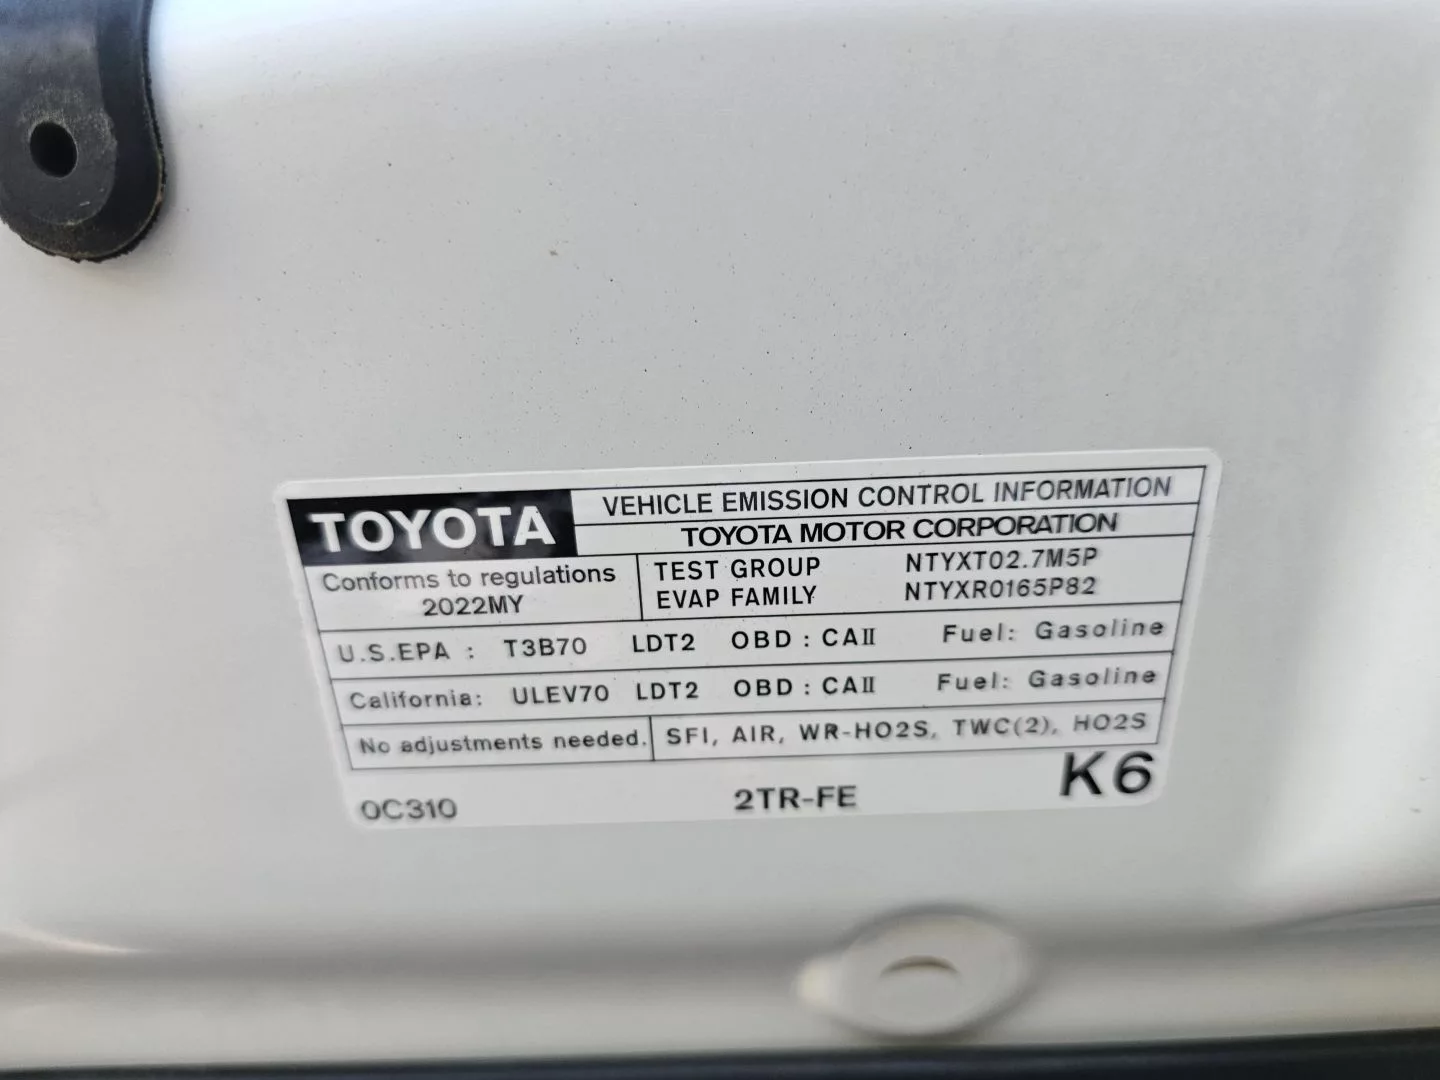 TOYOTA VEHICLE EMISSION CONTROL INFORMATION
TOYOTA MOTOR CORPORATION
Conforms to regulations
2022MY
TEST GROUP NTYXT02.7M5P
EVAP FAMILY NTYXR0165P82
U.S.EPA : T3B70 LDT2 OBD : CAⅡ Fuel: Gasoline
California: ULEV70 LDT2 OBD : CAⅡ Fuel: Gasoline
No adjustments needed. SFI, AIR, WR-HO2S, TWC(2), HO2S
0C310 2TR-FE K6